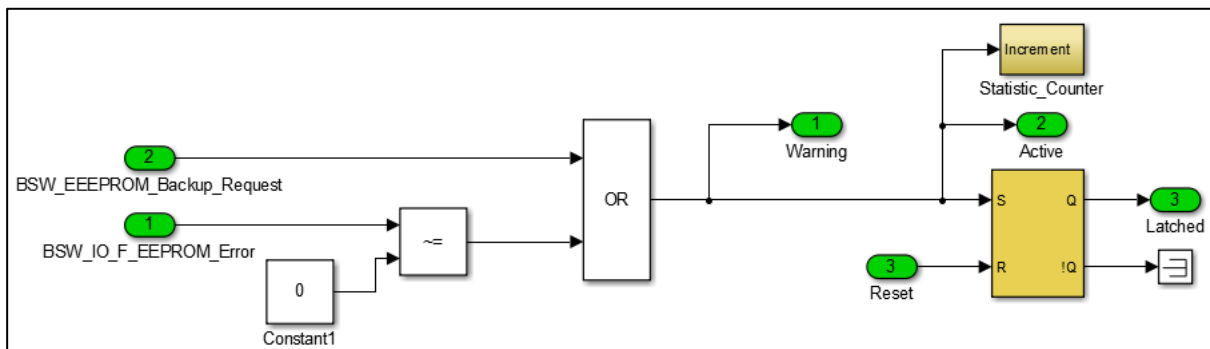 Increment
Statistic_Counter
1
Warning
2
Active
2
BSW_EEEPROM_Backup_Request
OR
1
BSW_IO_F_EEPROM_Error
~=
0
Constant1
S
Q
3
Latched
3
Reset
R
!Q